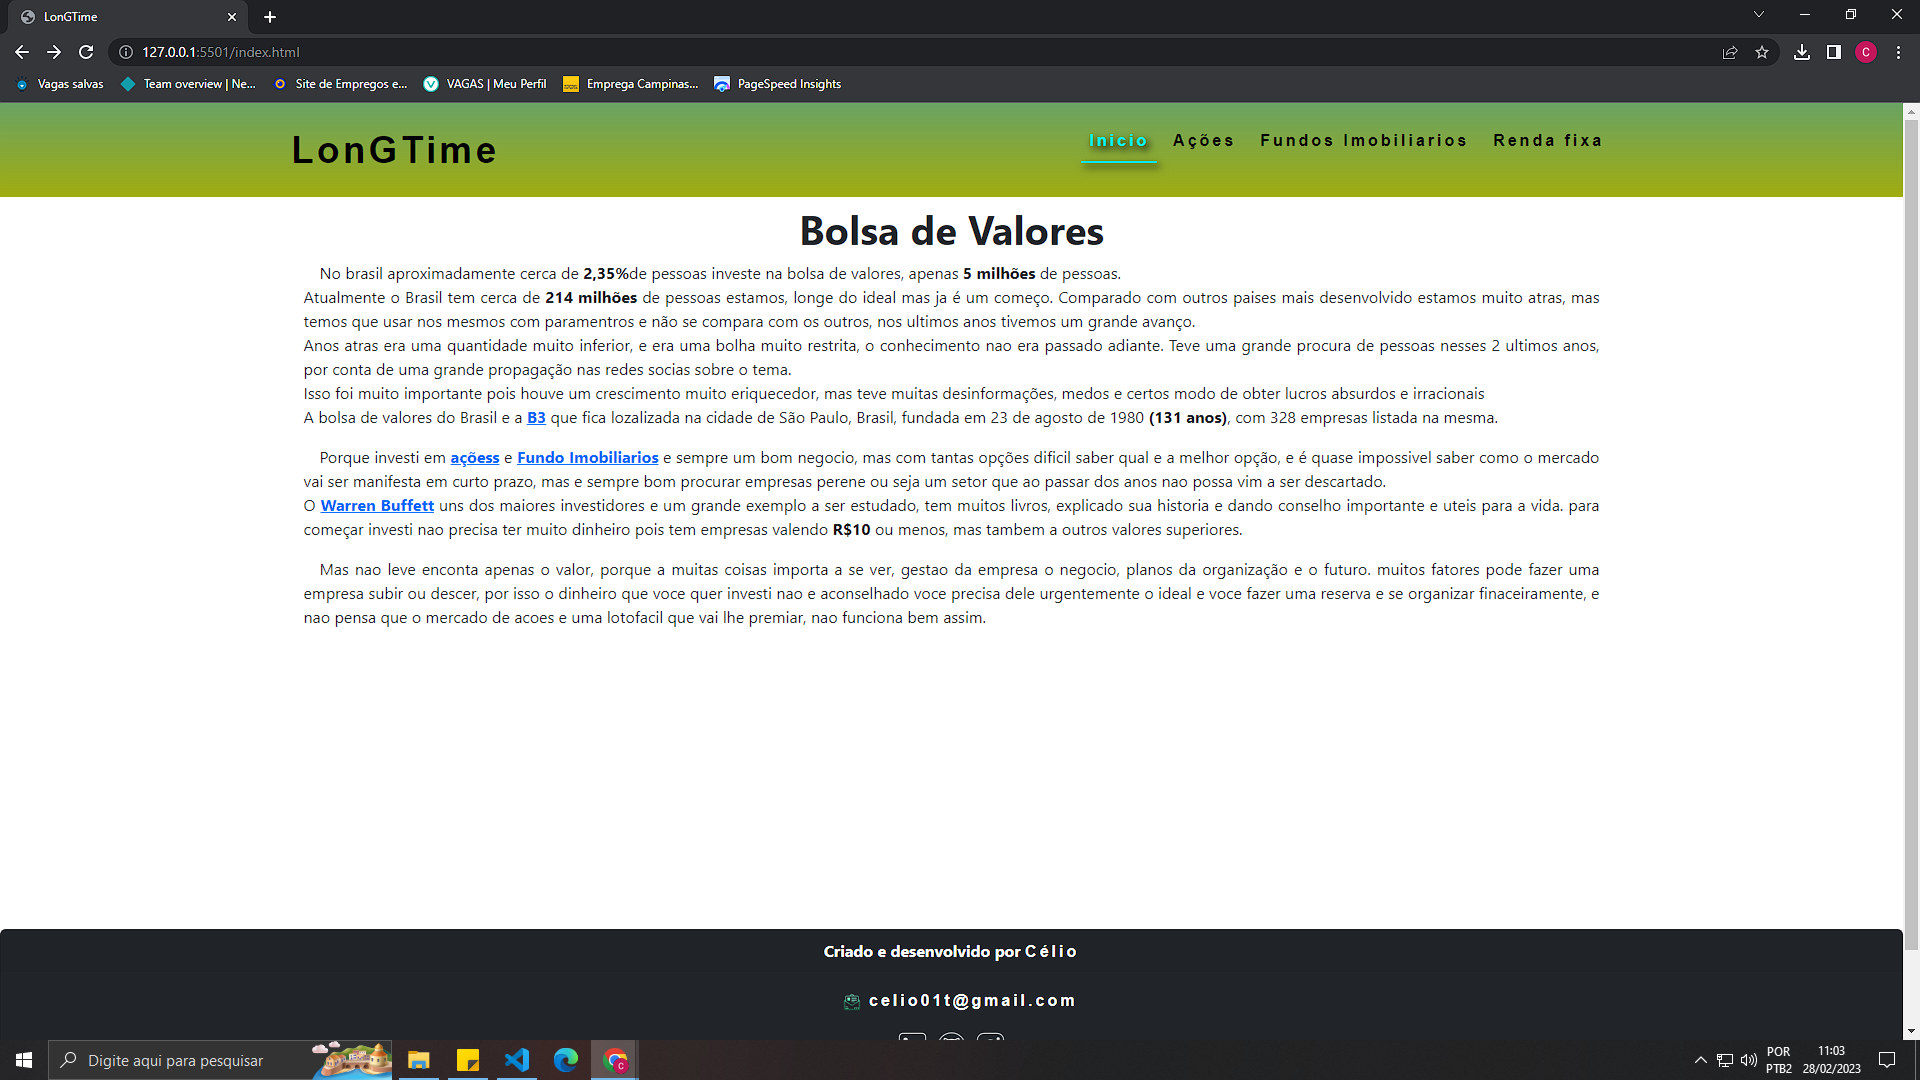 LonGTime
127.0.0.1:5501/index.html
C
Vagas salvas
Team overview | Ne...
Site de Empregos e...
VAGAS | Meu Perfil
Emprega Campinas...
PageSpeed Insights
LonGTime
Inicio Ações Fundos Imobiliarios Renda fixa
Bolsa de Valores
No brasil aproximadamente cerca de 2,35%de pessoas investe na bolsa de valores, apenas 5 milhões de pessoas.
Atualmente o Brasil tem cerca de 214 milhões de pessoas estamos, longe do ideal mas ja é um começo. Comparado com outros paises mais desenvolvido estamos muito atras, mas
temos que usar nos mesmos com paramentros e não se compara com os outros, nos ultimos anos tivemos um grande avanço.
Anos atras era uma quantidade muito inferior, e era uma bolha muito restrita, o conhecimento nao era passado adiante. Teve uma grande procura de pessoas nesses 2 ultimos anos,
por conta de uma grande propagação nas redes socias sobre o tema.
Isso foi muito importante pois houve um crescimento muito eriquecedor, mas teve muitas desinformações, medos e certos modo de obter lucros absurdos e irracionais
A bolsa de valores do Brasil e a B3 que fica lozalizada na cidade de São Paulo, Brasil, fundada em 23 de agosto de 1980 (131 anos), com 328 empresas listada na mesma.
Porque investi em açõess e Fundo Imobiliarios e sempre um bom negocio, mas com tantas opções dificil saber qual e a melhor opção, e é quase impossivel saber como o mercado
vai ser manifesta em curto prazo, mas e sempre bom procurar empresas perene ou seja um setor que ao passar dos anos nao possa vim a ser descartado.
O Warren Buffett uns dos maiores investidores e um grande exemplo a ser estudado, tem muitos livros, explicado sua historia e dando conselho importante e uteis para a vida. para
começar investi nao precisa ter muito dinheiro pois tem empresas valendo R$10 ou menos, mas tambem a outros valores superiores.
Mas nao leve enconta apenas o valor, porque a muitas coisas importa a se ver, gestao da empresa o negocio, planos da organização e o futuro. muitos fatores pode fazer uma
empresa subir ou descer, por isso o dinheiro que voce quer investi nao e aconselhado voce precisa dele urgentemente o ideal e voce fazer uma reserva e se organizar finaceiramente, e
nao pensa que o mercado de acoes e uma lotofacil que vai lhe premiar, nao funciona bem assim.
Criado e desenvolvido por Célio
celio01t@gmail.com
Digite aqui para pesquisar
C
POR
PTB2
11:03
28/02/2023